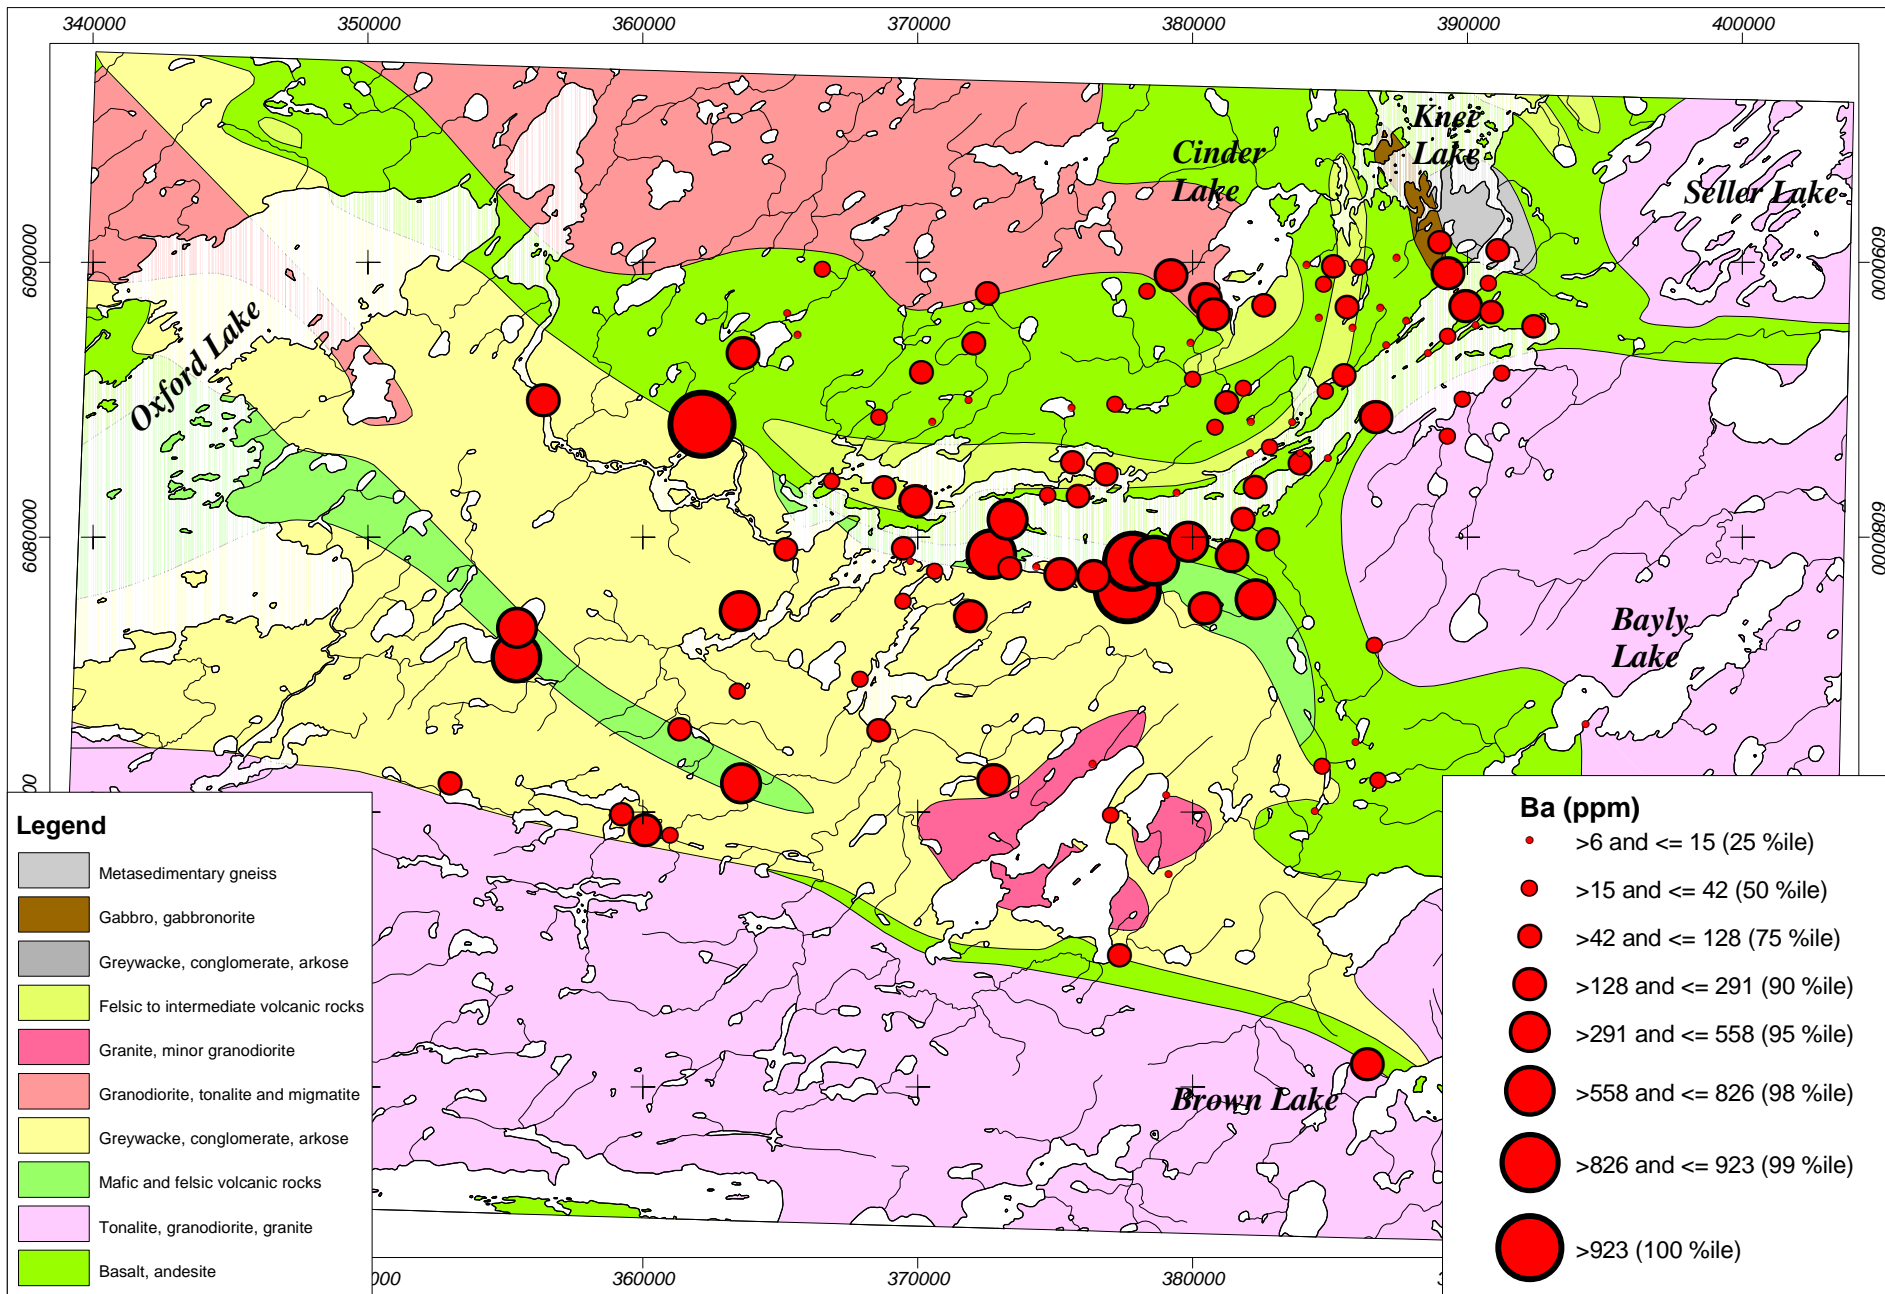 340000 350000 360000 370000 380000 390000 400000
Knee
Lake
Cinder
Lake
Seller Lake
6090000 6090000
Oxford Lake
6080000 6080000
Bayly
Lake
Brown Lake
Legend
Metasedimentary gneiss
Gabbro, gabbronorite
Greywacke, conglomerate, arkose
Felsic to intermediate volcanic rocks
Granite, minor granodiorite
Granodiorite, tonalite and migmatite
Greywacke, conglomerate, arkose
Mafic and felsic volcanic rocks
Tonalite, granodiorite, granite
Basalt, andesite
Ba (ppm)
>6 and <= 15 (25 %ile)
>15 and <= 42 (50 %ile)
>42 and <= 128 (75 %ile)
>128 and <= 291 (90 %ile)
>291 and <= 558 (95 %ile)
>558 and <= 826 (98 %ile)
>826 and <= 923 (99 %ile)
>923 (100 %ile)
360000 370000 380000